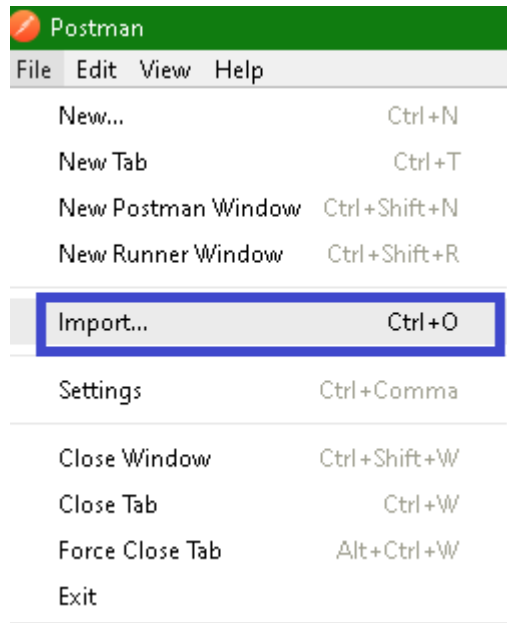 Postman
File Edit View Help
New... Ctrl+N
New Tab Ctrl+T
New Postman Window Ctrl+Shift+N
New Runner Window Ctrl+Shift+R
Import... Ctrl+O
Settings Ctrl+Comma
Close Window Ctrl+Shift+W
Close Tab Ctrl+W
Force Close Tab Alt+Ctrl+W
Exit